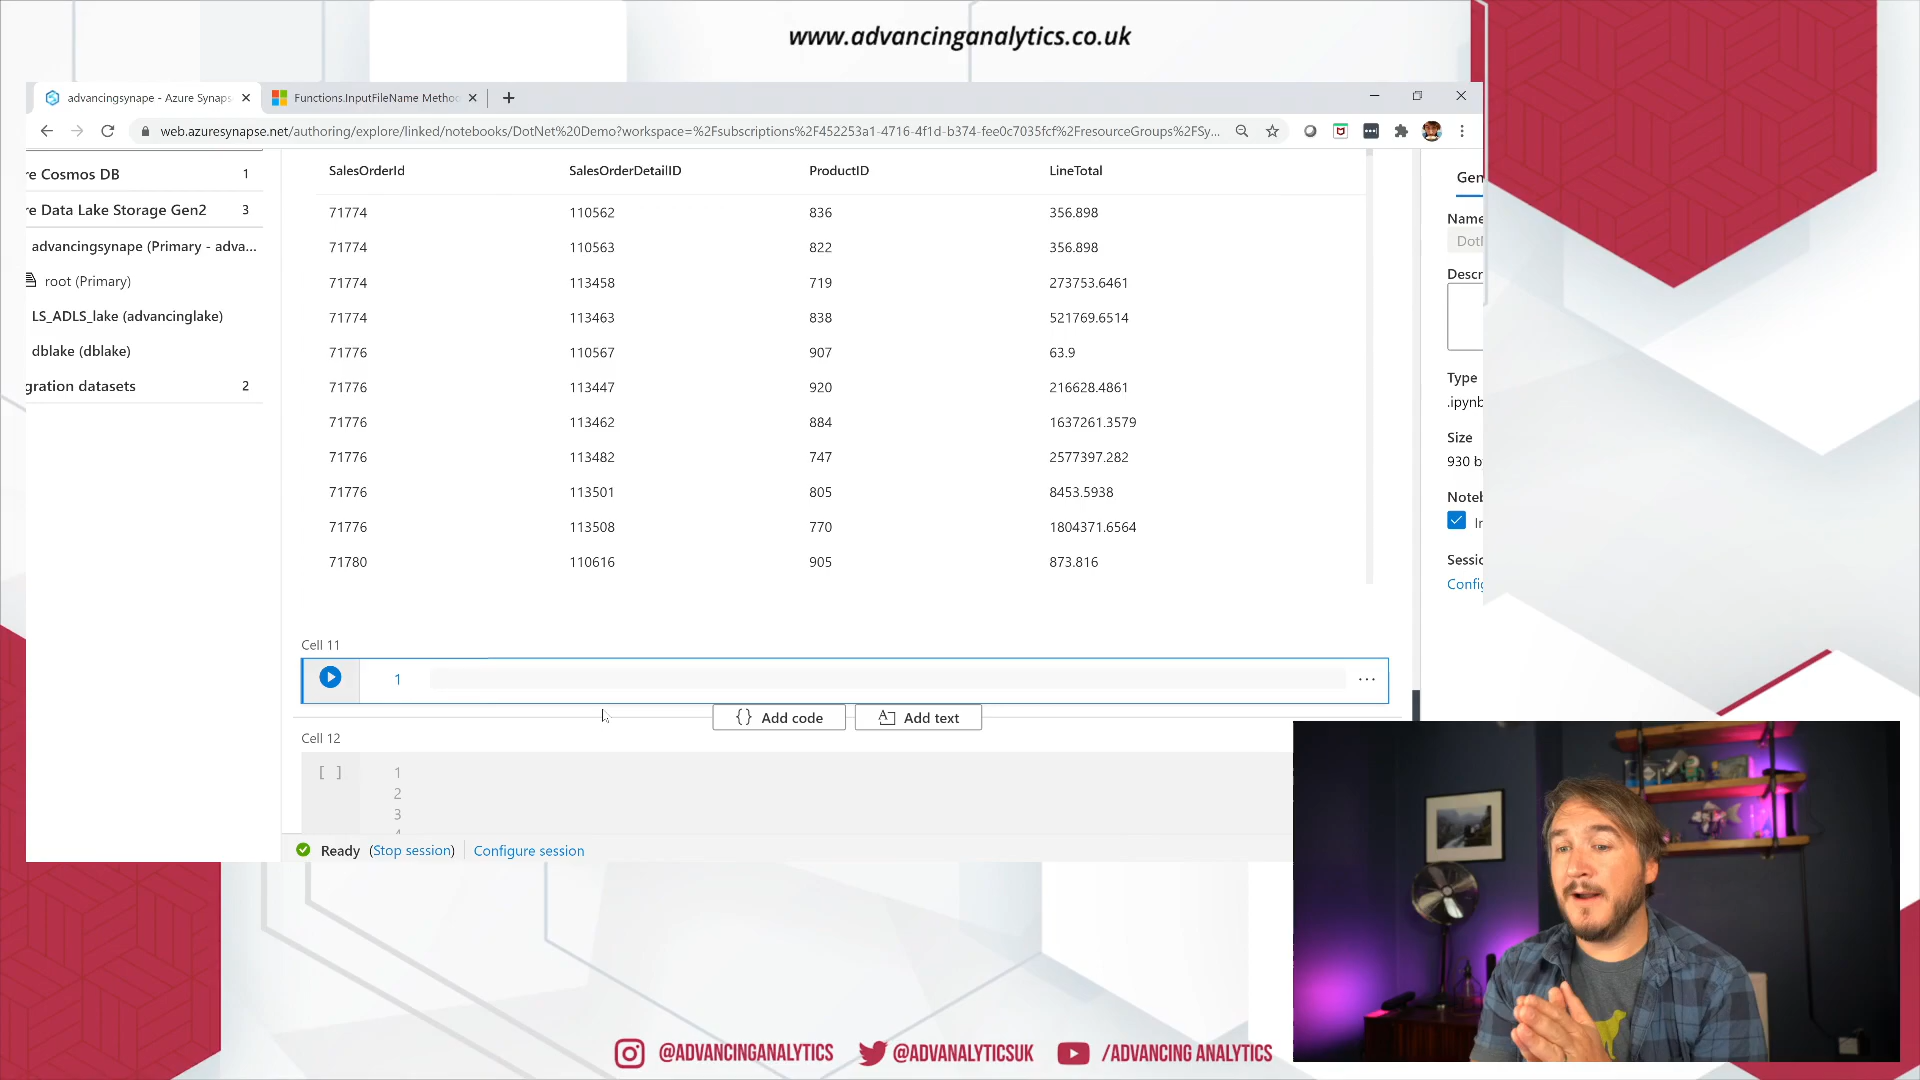 www.advancinganalytics.co.uk
advancingsynape - Azure Synaps
Functions.InputFileName Metho
web.azuresynapse.net/authoring/explore/linked/notebooks/DotNet%20Demo?workspace=%2Fsubscriptions%2F452253a1-4716-4f1d-b374-fee0c7035fcf%2FresourceGroups%2FSy...
re Cosmos DB 1
re Data Lake Storage Gen2 3
advancingsynape (Primary - adva...
root (Primary)
LS_ADLS_lake (advancinglake)
dblake (dblake)
gration datasets 2
SalesOrderId SalesOrderDetailID ProductID LineTotal
71774 110562 836 356.898
71774 110563 822 356.898
71774 113458 719 273753.6461
71774 113463 838 521769.6514
71776 110567 907 63.9
71776 113447 920 216628.4861
71776 113462 884 1637261.3579
71776 113482 747 2577397.282
71776 113501 805 8453.5938
71776 113508 770 1804371.6564
71780 110616 905 873.816
Cell 11
1
...
{} Add code
Add text
Cell 12
[ ] 1
2
3
4
Ready (Stop session) Configure session
Gen
Name
Dotl
Descr
Type
.ipynb
Size
930 b
Noteb
In
Sessic
Config
@ADVANCINGANALYTICS
@ADVANALYTICSUK
/ADVANCING ANALYTICS